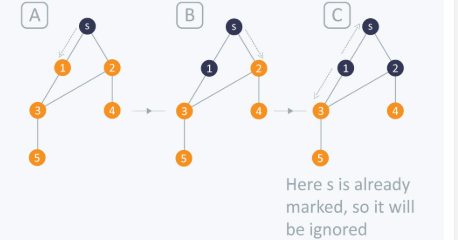 A B C
s s s
1 2 1 2 1 2
3 4 3 4 3 4
5 5 5
Here s is already
marked, so it will
be ignored